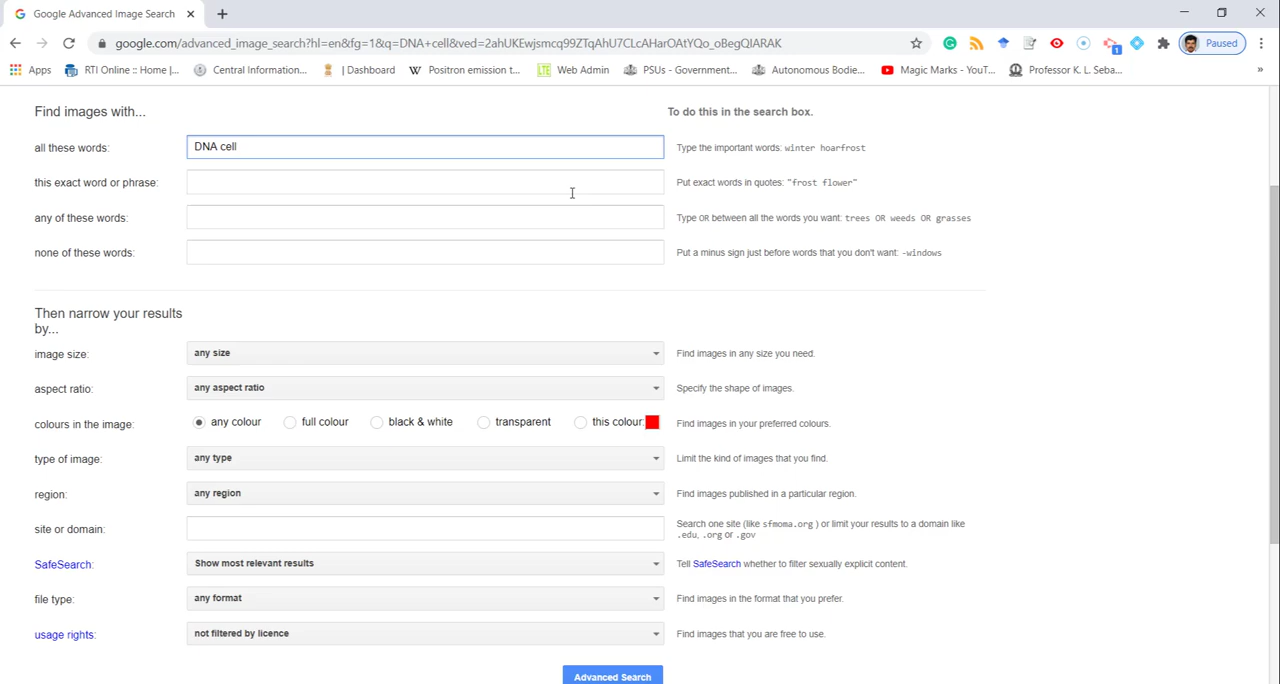 Google Advanced Image Search
google.com/advanced_image_search?hl=en&fg=1&q=DNA+cell&ved=2ahUKEwjsmcq99ZTqAhU7CLcAHarOAtYQo_oBegQIARAK
1
Paused
Apps RTI Online :: Home |... Central Information... | Dashboard W Positron emission t... LTE Web Admin PSUs - Government... Autonomous Bodie... Magic Marks - YouT... Professor K. L. Seba... »
Find images with... To do this in the search box.
all these words: DNA cell Type the important words: winter hoarfrost
this exact word or phrase: Put exact words in quotes: "frost flower"
any of these words: Type OR between all the words you want: trees OR weeds OR grasses
none of these words: Put a minus sign just before words that you don't want: -windows
Then narrow your results
by...
image size: any size Find images in any size you need.
aspect ratio: any aspect ratio Specify the shape of images.
colours in the image: any colour full colour black & white transparent this colour: Find images in your preferred colours.
type of image: any type Limit the kind of images that you find.
region: any region Find images published in a particular region.
site or domain: Search one site (like sfmoma.org ) or limit your results to a domain like
.edu, .org or .gov
SafeSearch: Show most relevant results Tell SafeSearch whether to filter sexually explicit content.
file type: any format Find images in the format that you prefer.
usage rights: not filtered by licence Find images that you are free to use.
Advanced Search